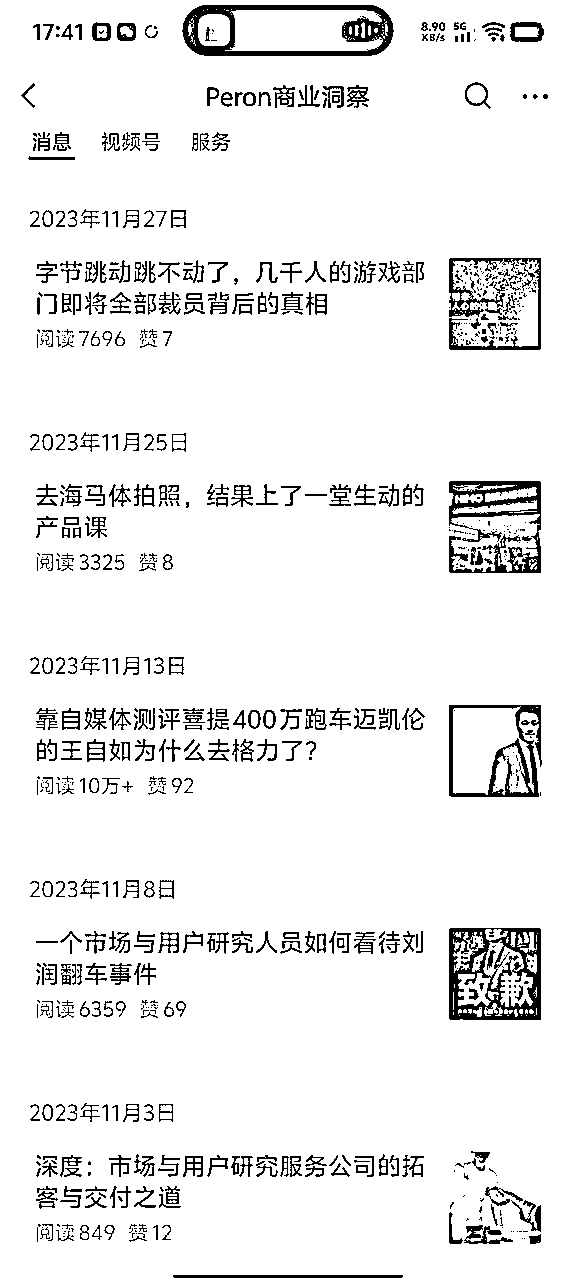 17:41
8.90 KB/s 5G
Peron商业洞察
消息 视频号 服务
2023年11月27日
字节跳动跳不动了，几千人的游戏部
门即将全部裁员背后的真相
阅读7696 赞7
2023年11月25日
去海马体拍照，结果上了一堂生动的
产品课
阅读3325 赞8
2023年11月13日
靠自媒体测评喜提400万跑车迈凯伦
的王自如为什么去格力了？
阅读10万+ 赞92
2023年11月8日
一个市场与用户研究人员如何看待刘
润翻车事件
阅读6359 赞69
致歉
2023年11月3日
深度：市场与用户研究服务公司的拓
客与交付之道
阅读849 赞12